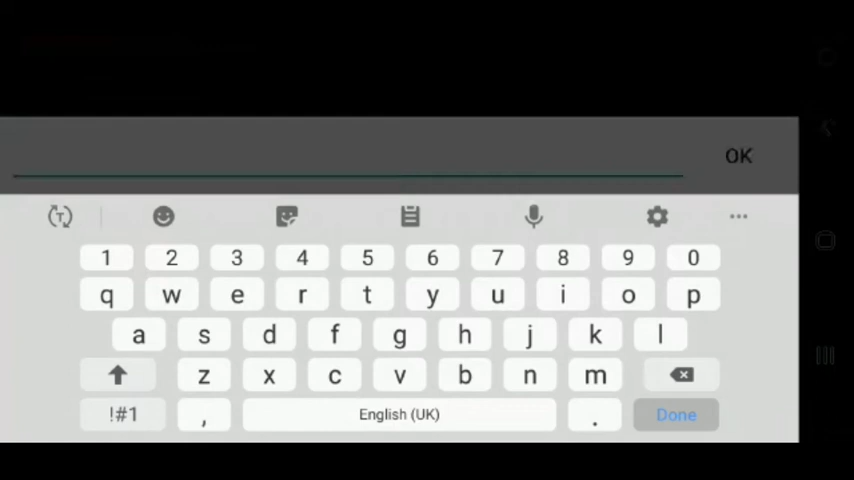 OK
1 2 3 4 5 6 7 8 9 0
q w e r t y u i o p
a s d f g h j k l
z x c v b n m
!#1 , English (UK) . Done